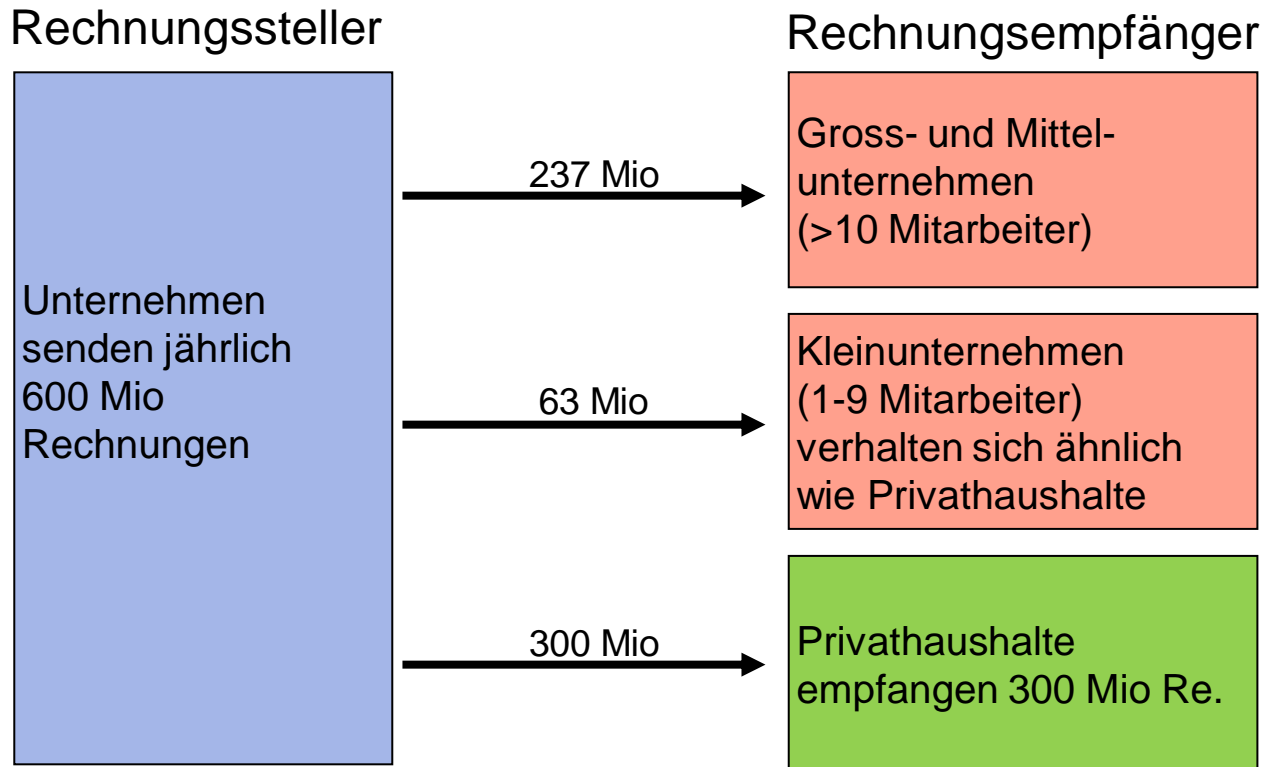 Rechnungssteller
Rechnungsempfänger
Unternehmen
senden jährlich
600 Mio
Rechnungen
237 Mio
Gross- und Mittel-
unternehmen
(>10 Mitarbeiter)
63 Mio
Kleinunternehmen
(1-9 Mitarbeiter)
verhalten sich ähnlich
wie Privathaushalte
300 Mio
Privathaushalte
empfangen 300 Mio Re.